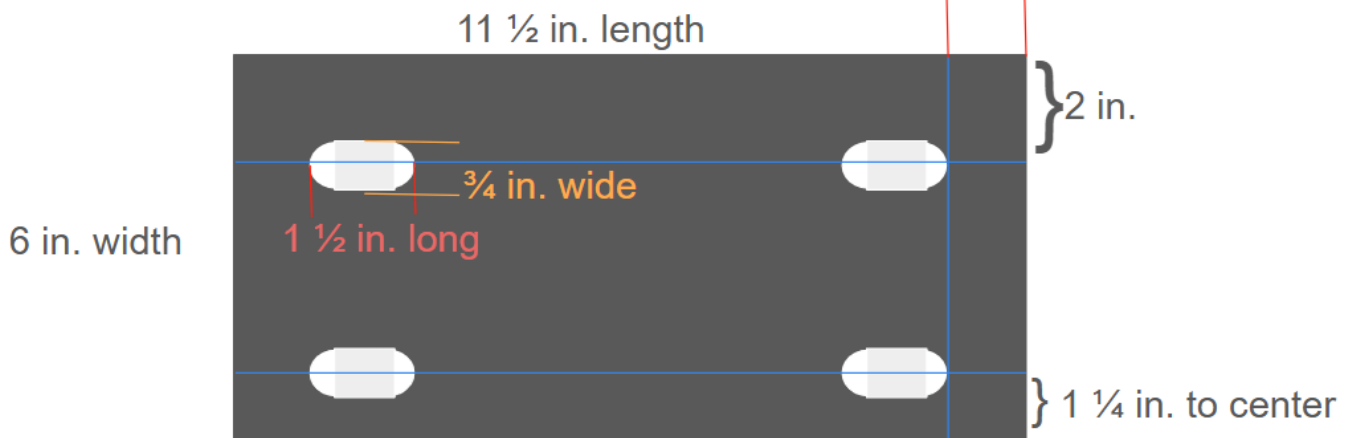 11 ½ in. length
2 in.
¾ in. wide
1 ½ in. long
6 in. width
1 ¼ in. to center